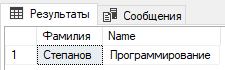 Результаты Сообщения
Фамилия Name
1 Степанов Программирование